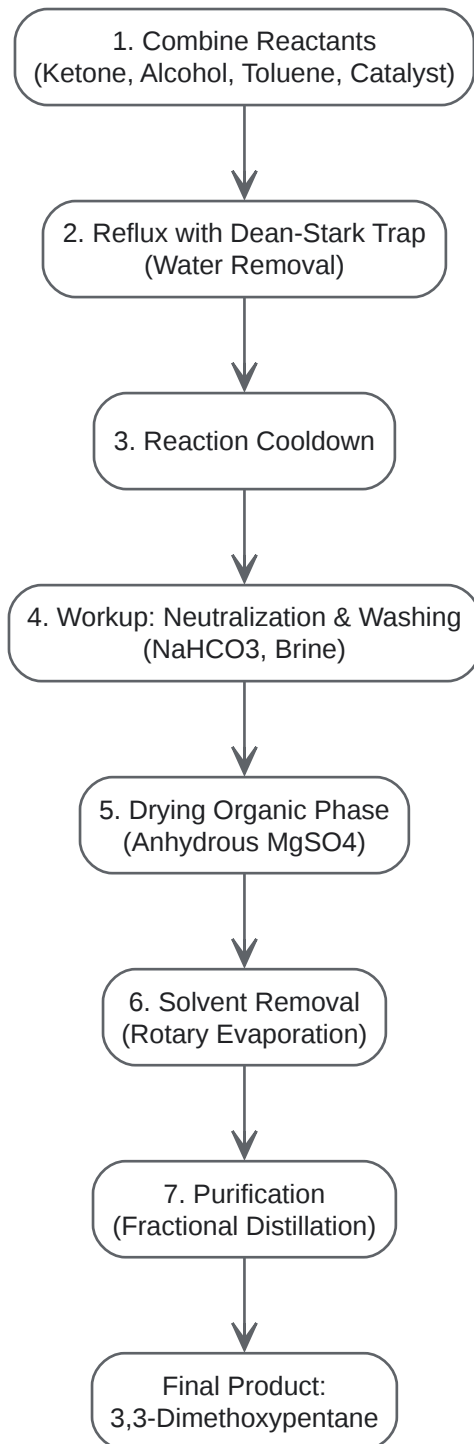 1. Combine Reactants
(Ketone, Alcohol, Toluene, Catalyst)
2. Reflux with Dean-Stark Trap
(Water Removal)
3. Reaction Cooldown
4. Workup: Neutralization & Washing
(NaHCO3, Brine)
5. Drying Organic Phase
(Anhydrous MgSO4)
6. Solvent Removal
(Rotary Evaporation)
7. Purification
(Fractional Distillation)
Final Product:
3,3-Dimethoxypentane